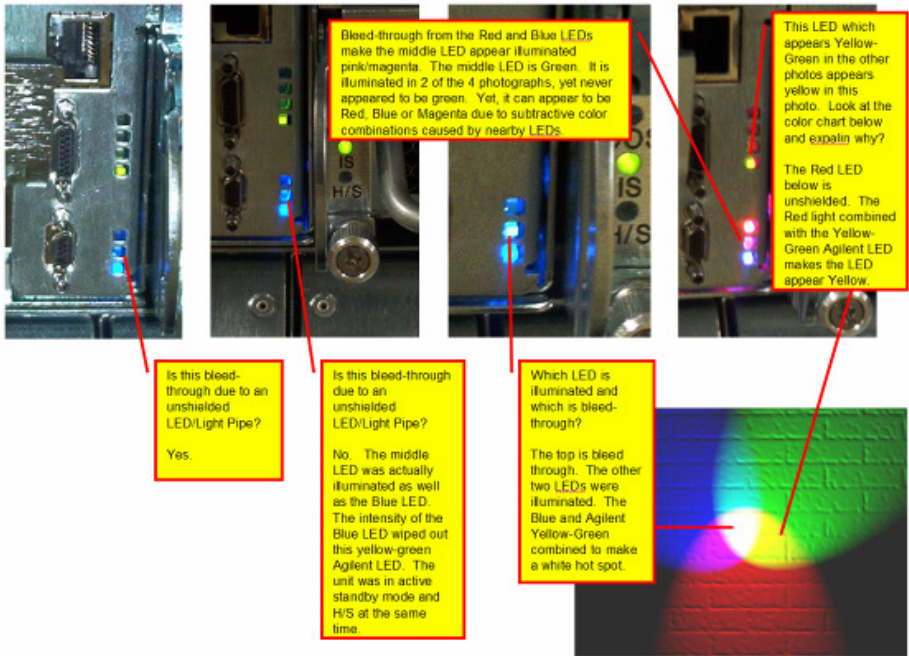 Bleed-through from the Red and Blue LEDs
make the middle LED appear illuminated
pink/magenta. The middle LED is Green. It is
illuminated in 2 of the 4 photographs, yet never
appeared to be green. Yet, it can appear to be
Red, Blue or Magenta due to subtractive color
combinations caused by nearby LEDs.
This LED which
appears Yellow-
Green in the other
photos appears
yellow in this
photo. Look at the
color chart below
and expalin why?
The Red LED
below is
unshielded. The
Red light combined
with the Yellow-
Green Agilent LED
makes the LED
appear Yellow.
IS
H/S
IS
H/S
Is this bleed-
through due to an
unshielded
LED/Light Pipe?
Yes.
Is this bleed-through
due to an
unshielded
LED/Light Pipe?
No. The middle
LED was actually
illuminated as well
as the Blue LED.
The intensity of the
Blue LED wiped out
this yellow-green
Agilent LED. The
unit was in active
standby mode and
H/S at the same
time.
Which LED is
illuminated and
which is bleed-
through?
The top is bleed
through. The other
two LEDs were
illuminated. The
Blue and Agilent
Yellow-Green
combined to make
a white hot spot.